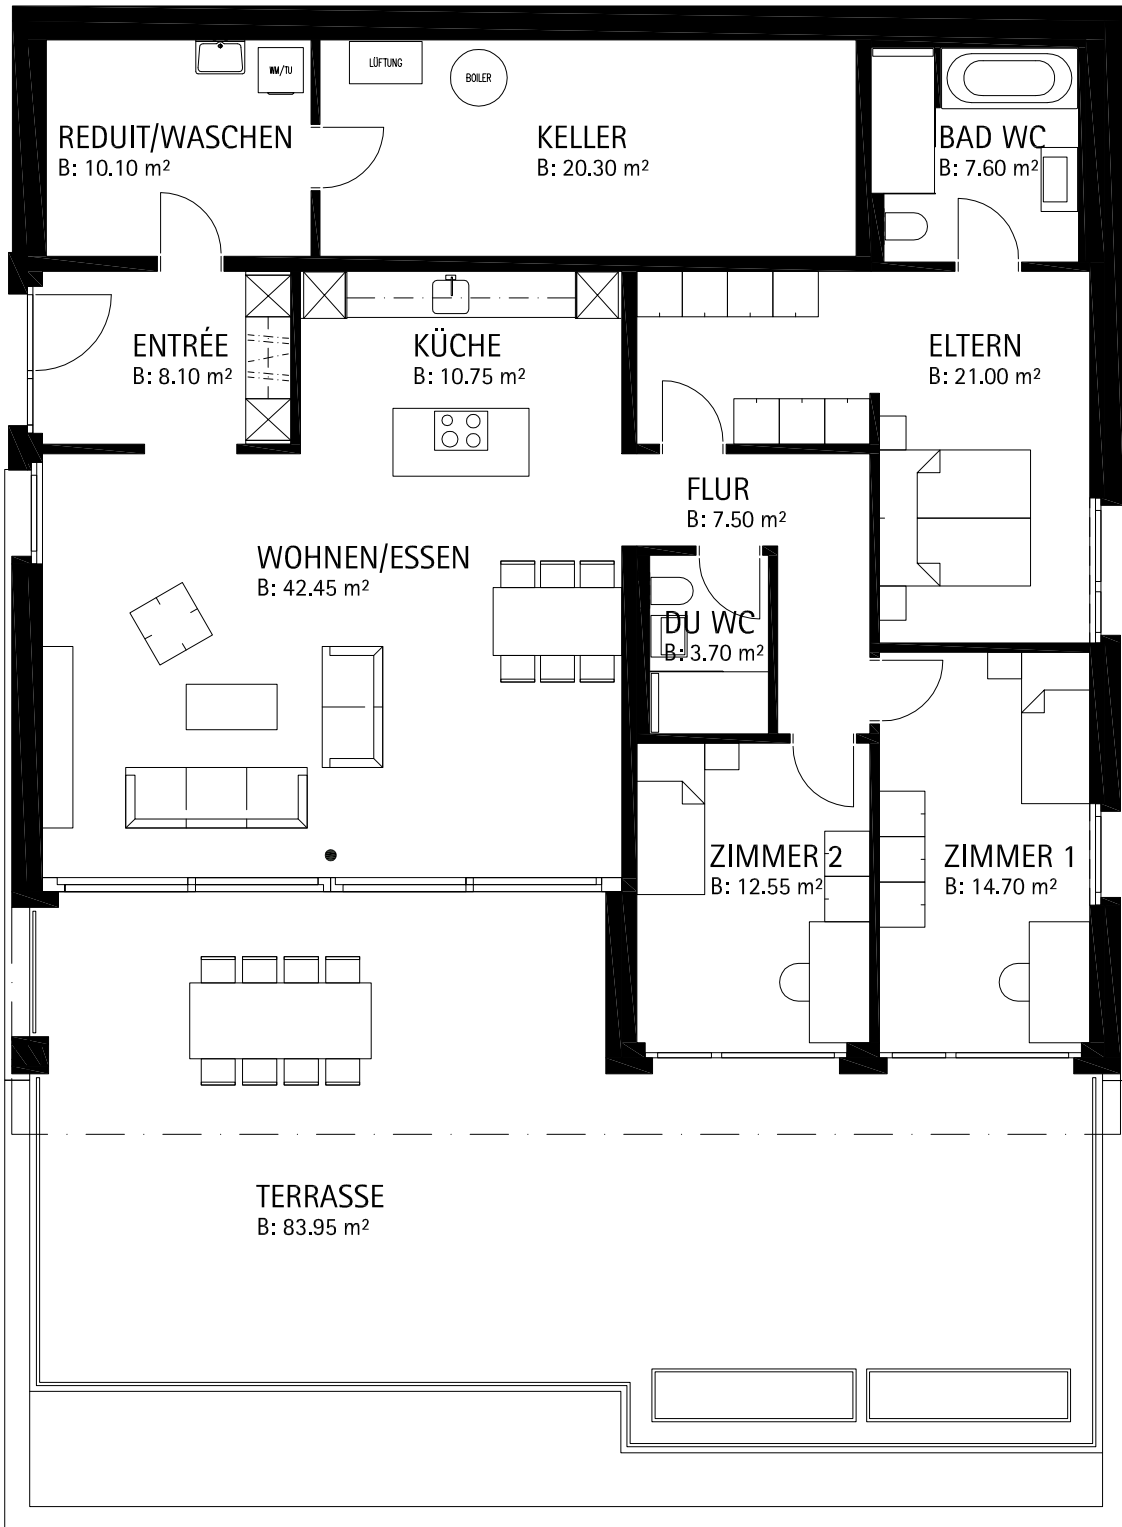 LÜFTUNG
WM/TU
BOILER
REDUIT/WASCHEN
B: 10.10 m²
KELLER
B: 20.30 m²
BAD WC
B: 7.60 m²
ENTRÉE
B: 8.10 m²
KÜCHE
B: 10.75 m²
ELTERN
B: 21.00 m²
FLUR
B: 7.50 m²
WOHNEN/ESSEN
B: 42.45 m²
DU WC
B: 3.70 m²
ZIMMER 2
B: 12.55 m²
ZIMMER 1
B: 14.70 m²
TERRASSE
B: 83.95 m²